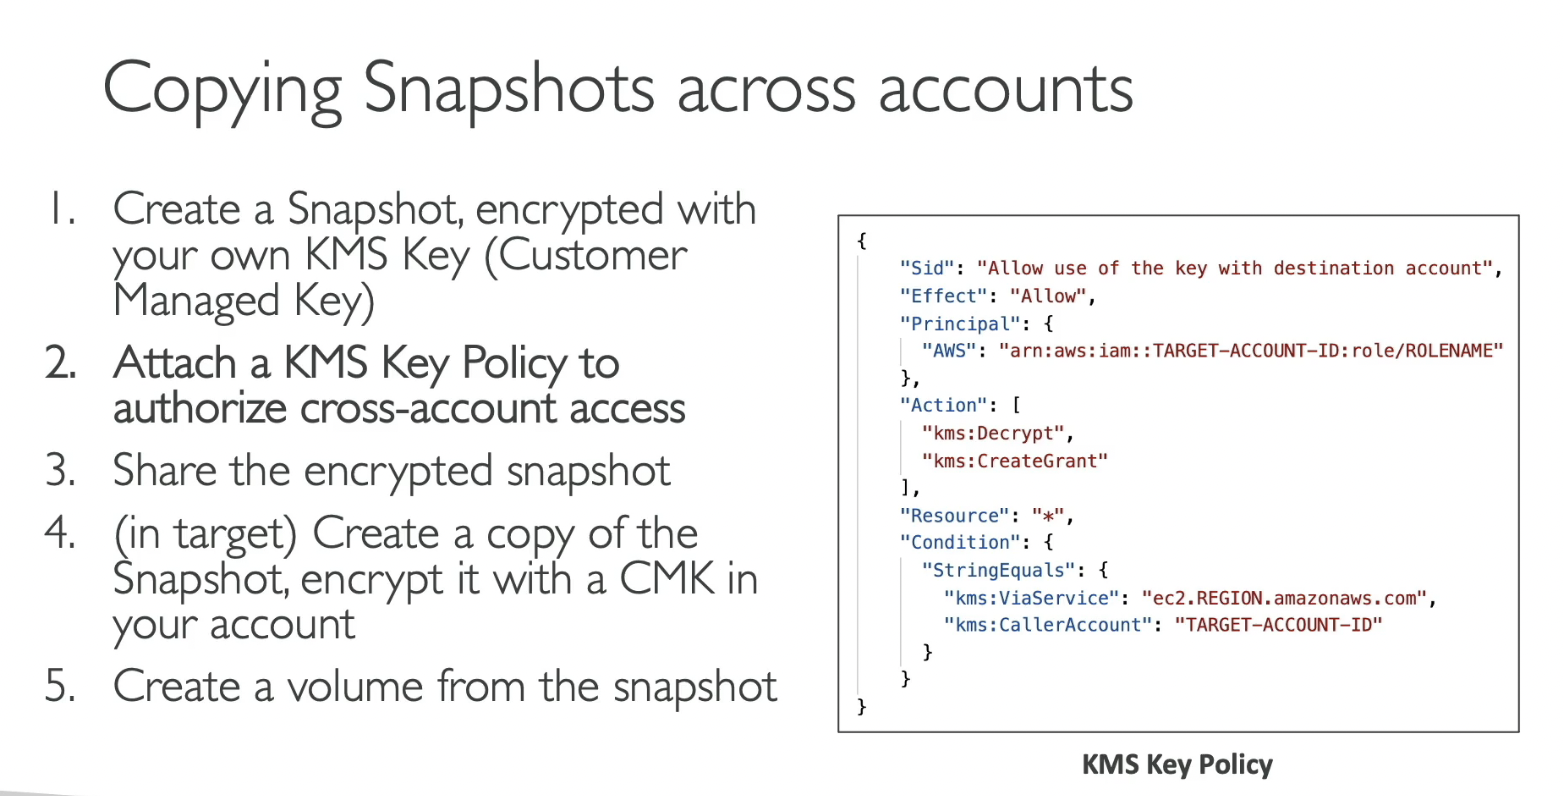 Copying Snapshots across accounts
1. Create a Snapshot, encrypted with
your own KMS Key (Customer
Managed Key)
2. Attach a KMS Key Policy to
authorize cross-account access
3. Share the encrypted snapshot
4. (in target) Create a copy of the
Snapshot, encrypt it with a CMK in
your account
5. Create a volume from the snapshot
{
"Sid": "Allow use of the key with destination account",
"Effect": "Allow",
"Principal": {
"AWS": "arn:aws:iam::TARGET-ACCOUNT-ID:role/ROLENAME"
},
"Action": [
"kms:Decrypt",
"kms:CreateGrant"
],
"Resource": "*",
"Condition": {
"StringEquals": {
"kms:ViaService": "ec2.REGION.amazonaws.com",
"kms:CallerAccount": "TARGET-ACCOUNT-ID"
}
}
}
KMS Key Policy